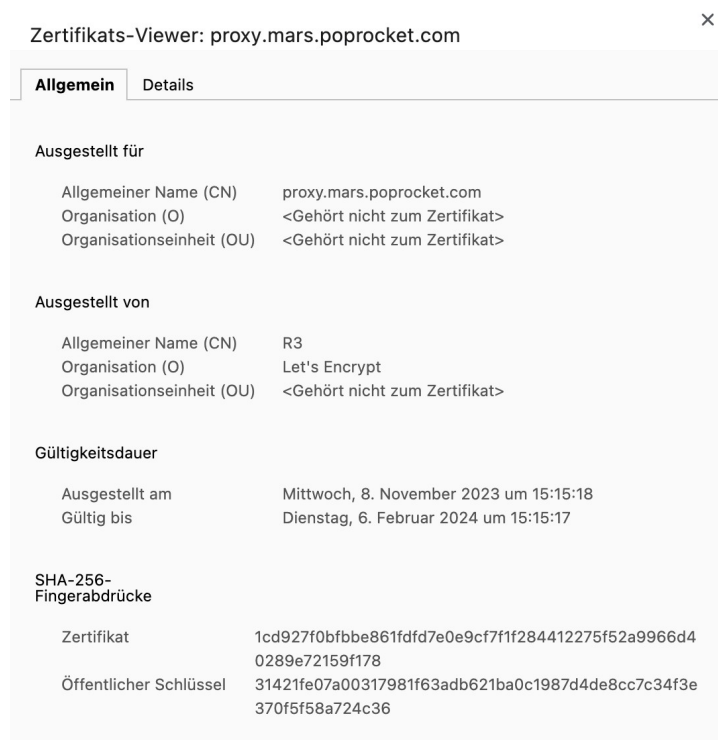 Zertifikats-Viewer: proxy.mars.poprocket.com
×
Allgemein Details
Ausgestellt für
Allgemeiner Name (CN) proxy.mars.poprocket.com
Organisation (O) <Gehört nicht zum Zertifikat>
Organisationseinheit (OU) <Gehört nicht zum Zertifikat>
Ausgestellt von
Allgemeiner Name (CN) R3
Organisation (O) Let's Encrypt
Organisationseinheit (OU) <Gehört nicht zum Zertifikat>
Gültigkeitsdauer
Ausgestellt am Mittwoch, 8. November 2023 um 15:15:18
Gültig bis Dienstag, 6. Februar 2024 um 15:15:17
SHA-256-
Fingerabdrücke
Zertifikat 1cd927f0bfbbe861fdfd7e0e9cf7f1f284412275f52a9966d4
0289e72159f178
Öffentlicher Schlüssel 31421fe07a00317981f63adb621ba0c1987d4de8cc7c34f3e
370f5f58a724c36